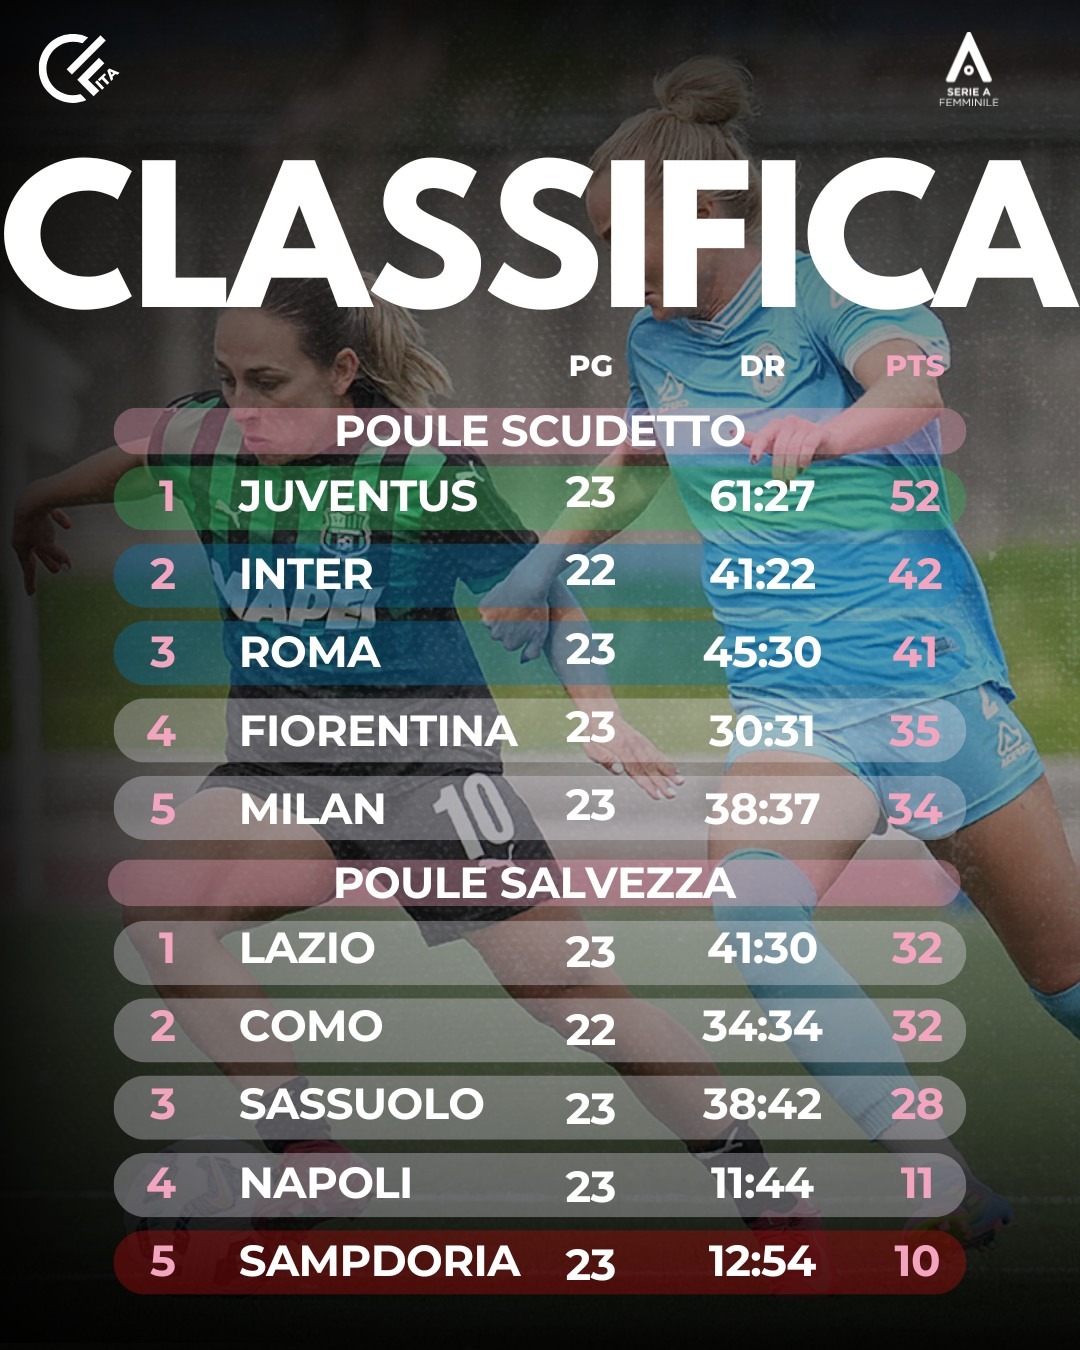 CF ITA
SERIE A
FEMMINILE
CLASSIFICA
PG DR PTS
POULE SCUDETTO
1 JUVENTUS 23 61:27 52
2 INTER 22 41:22 42
3 ROMA 23 45:30 41
4 FIORENTINA 23 30:31 35
5 MILAN 23 38:37 34
POULE SALVEZZA
1 LAZIO 23 41:30 32
2 COMO 22 34:34 32
3 SASSUOLO 23 38:42 28
4 NAPOLI 23 11:44 11
5 SAMPDORIA 23 12:54 10
MAPEI
10